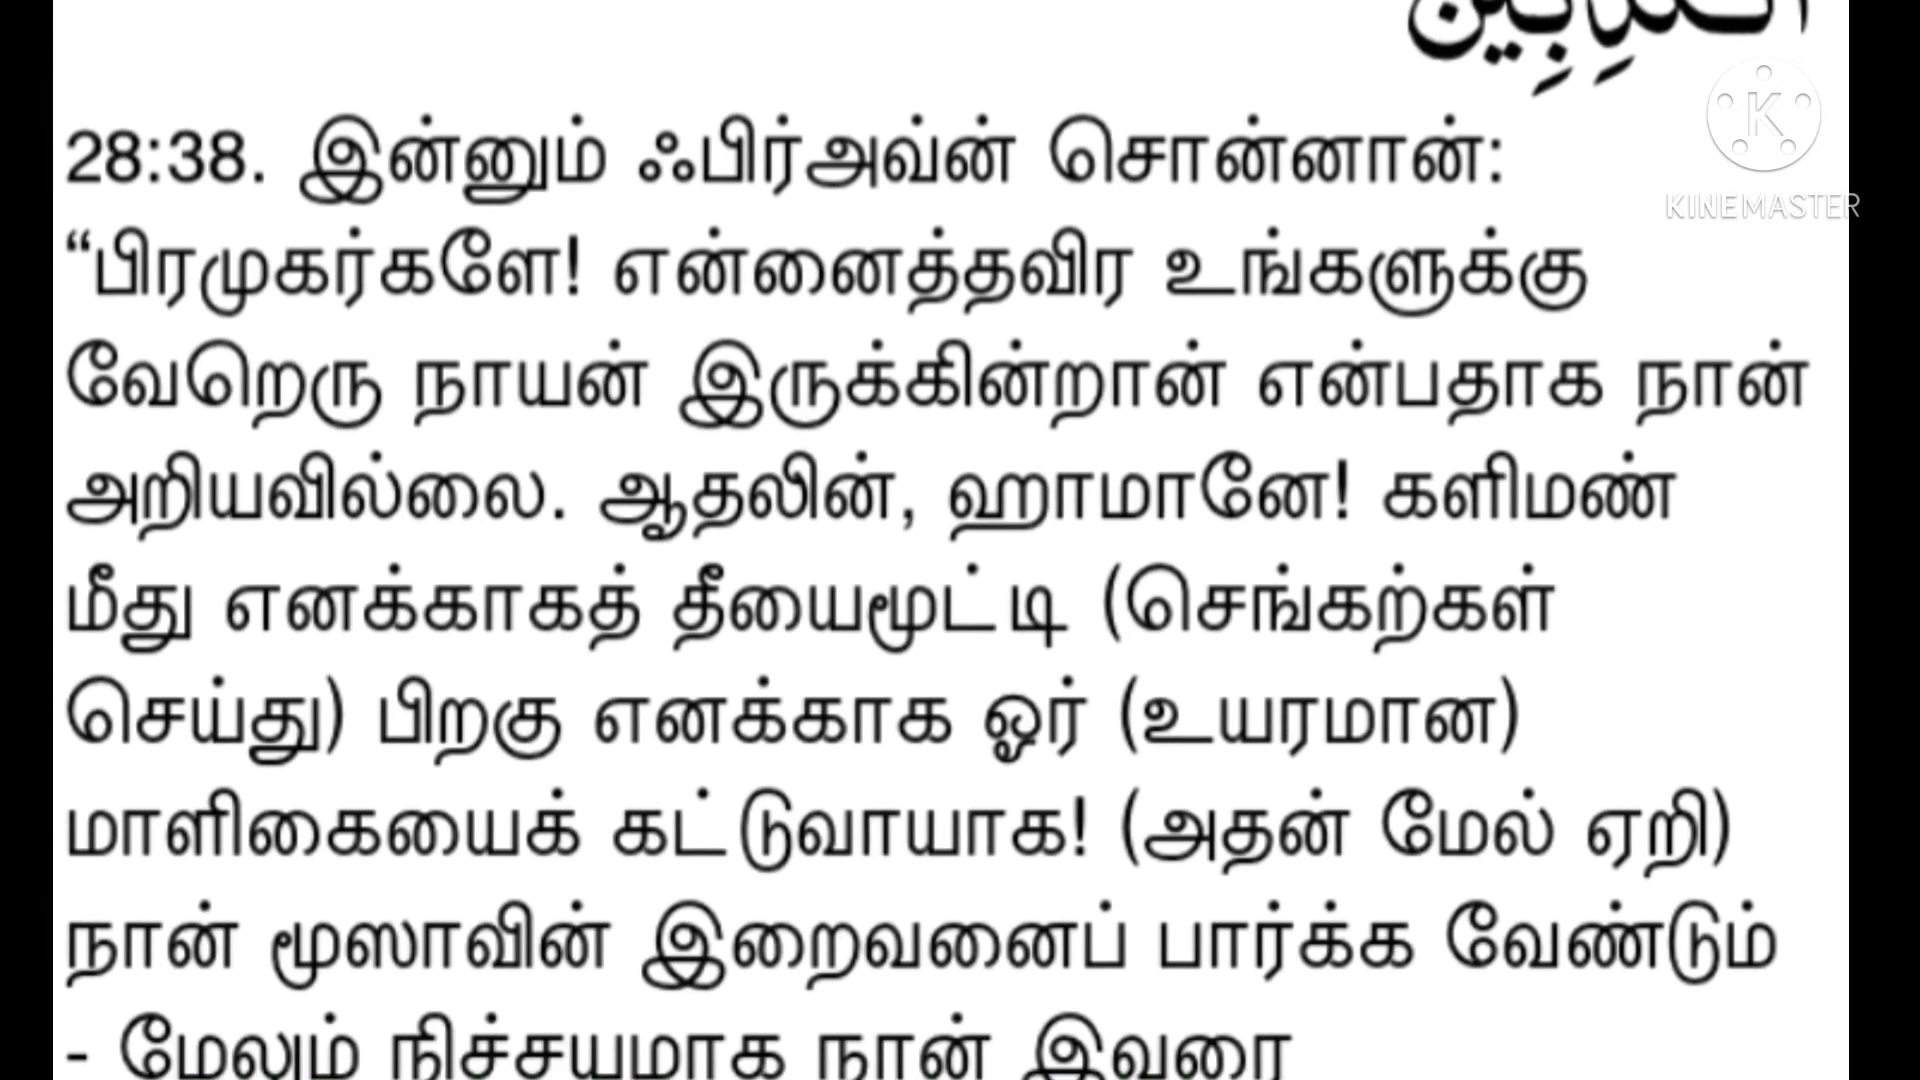 28:38. இன்னும் ஃபிர்அவ்ன் சொன்னான்:
“பிரமுகர்களே! என்னைத்தவிர உங்களுக்கு
வேறெரு நாயன் இருக்கின்றான் என்பதாக நான்
அறியவில்லை. ஆதலின், ஹாமானே! களிமண்
மீது எனக்காகத் தீயைமூட்டி (செங்கற்கள்
செய்து) பிறகு எனக்காக ஓர் (உயரமான)
மாளிகையைக் கட்டுவாயாக! (அதன் மேல் ஏறி)
நான் மூஸாவின் இறைவனைப் பார்க்க வேண்டும்
- மேலும் நிச்சயமாக நான் இவரை
K
KINEMASTER